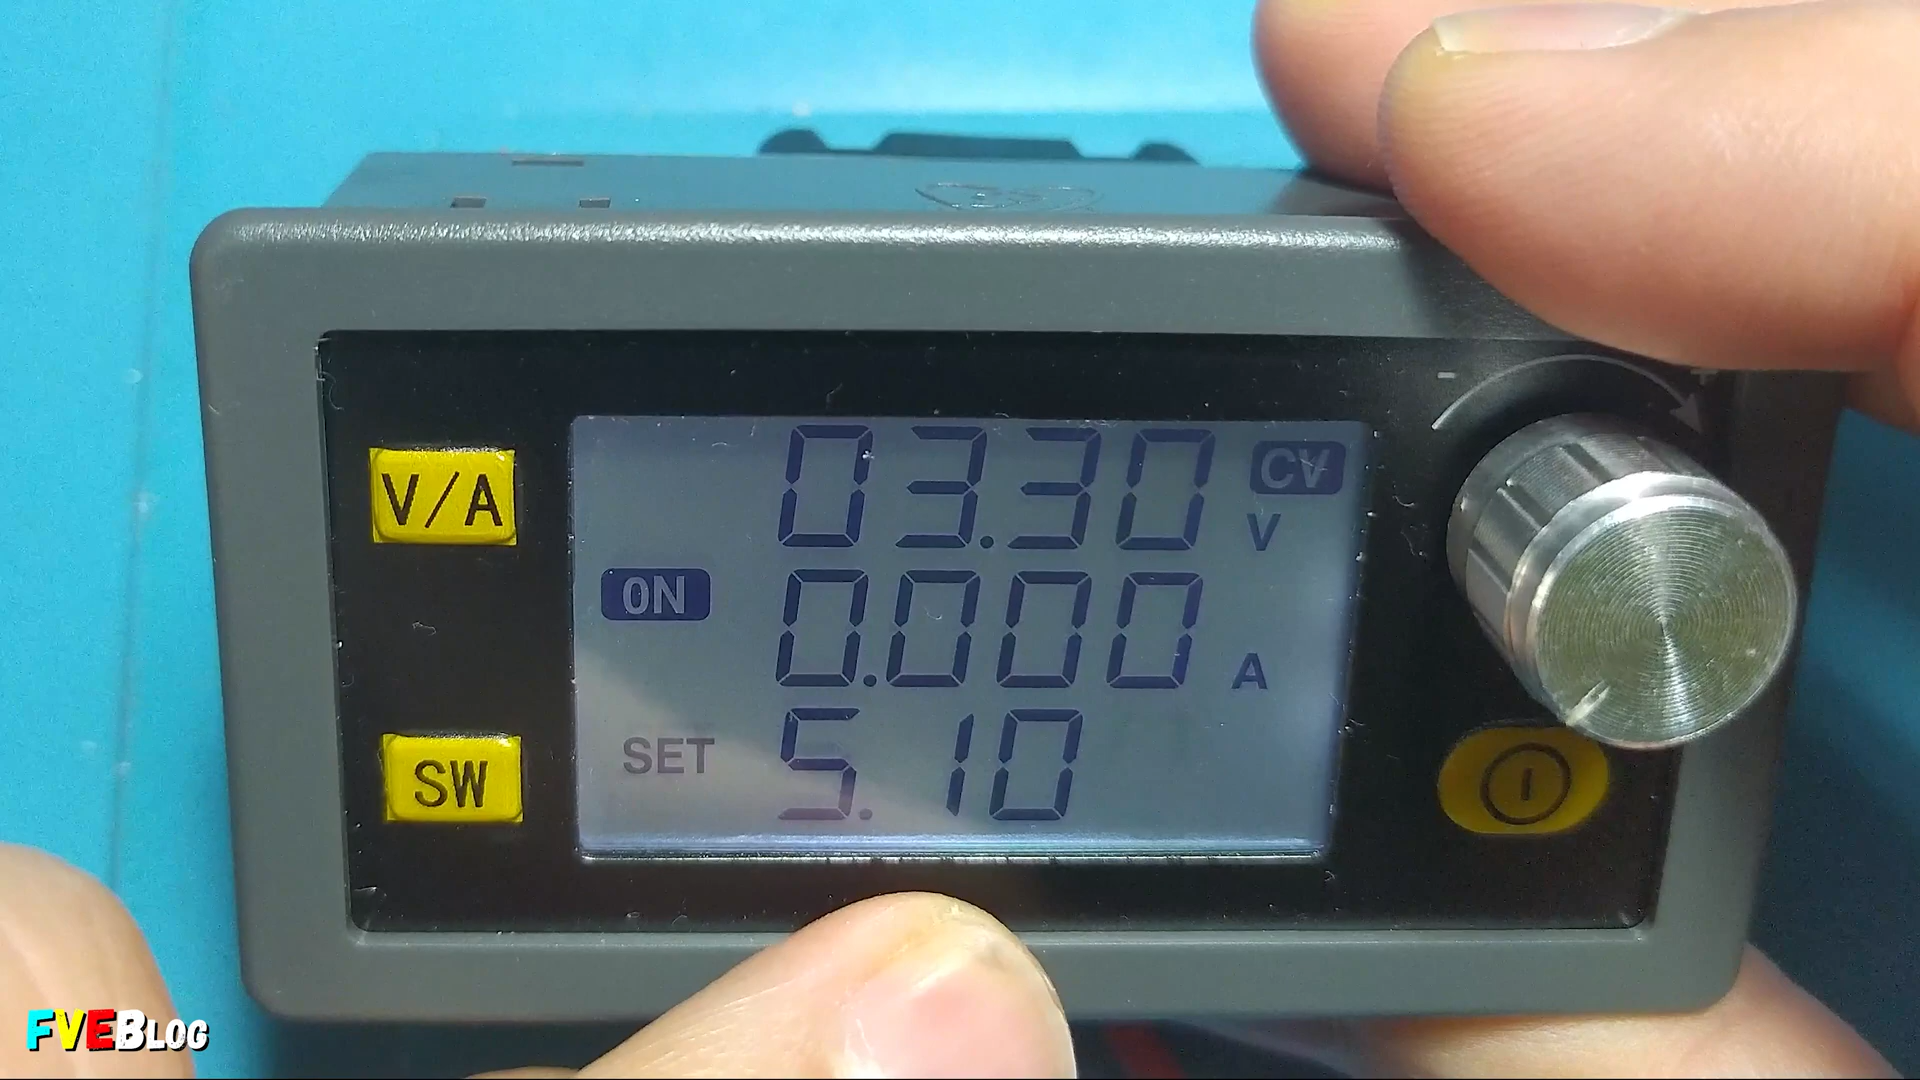 - +
V/A
03.30 CV
V
ON
0.000 A
SET 5.10
SW
FVEBLOG